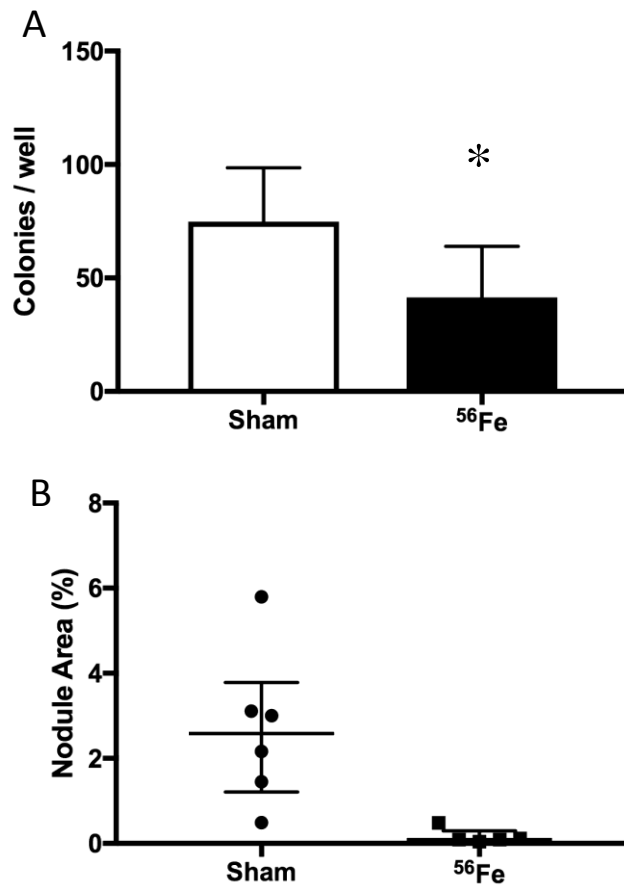 A
150
100
50
0
Colonies / well
*
Sham
⁵⁶Fe
B
8
6
4
2
0
Nodule Area (%)
Sham
⁵⁶Fe